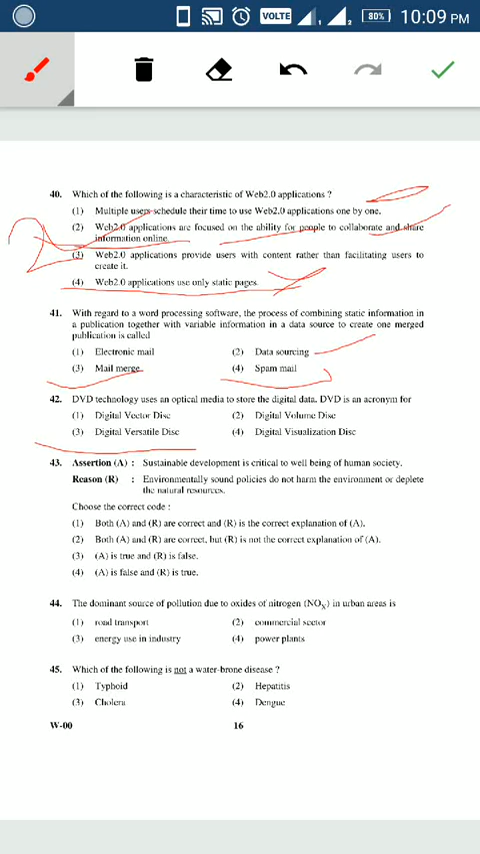 VOLTE 1 2 80% 10:09 PM
40. Which of the following is a characteristic of Web2.0 applications ?
(1) Multiple users schedule their time to use Web2.0 applications one by one.
(2) Web2.0 applications are focused on the ability for people to collaborate and share
information online.
(3) Web2.0 applications provide users with content rather than facilitating users to
create it.
(4) Web2.0 applications use only static pages.
41. With regard to a word processing software, the process of combining static information in
a publication together with variable information in a data source to create one merged
publication is called
(1) Electronic mail (2) Data sourcing
(3) Mail merge (4) Spam mail
42. DVD technology uses an optical media to store the digital data. DVD is an acronym for
(1) Digital Vector Disc (2) Digital Volume Disc
(3) Digital Versatile Disc (4) Digital Visualization Disc
43. Assertion (A) : Sustainable development is critical to well being of human society.
Reason (R) : Environmentally sound policies do not harm the environment or deplete
the natural resources.
Choose the correct code :
(1) Both (A) and (R) are correct and (R) is the correct explanation of (A).
(2) Both (A) and (R) are correct, but (R) is not the correct explanation of (A).
(3) (A) is true and (R) is false.
(4) (A) is false and (R) is true.
44. The dominant source of pollution due to oxides of nitrogen (NOX) in urban areas is
(1) road transport (2) commercial sector
(3) energy use in industry (4) power plants
45. Which of the following is not a water-brone disease ?
(1) Typhoid (2) Hepatitis
(3) Cholera (4) Dengue
W-00 16